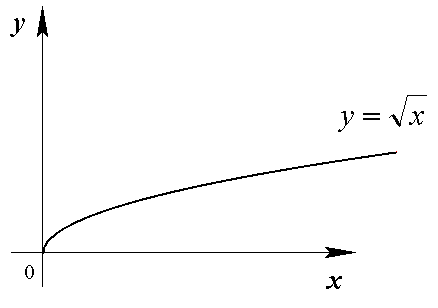 y
y = √x
0
x